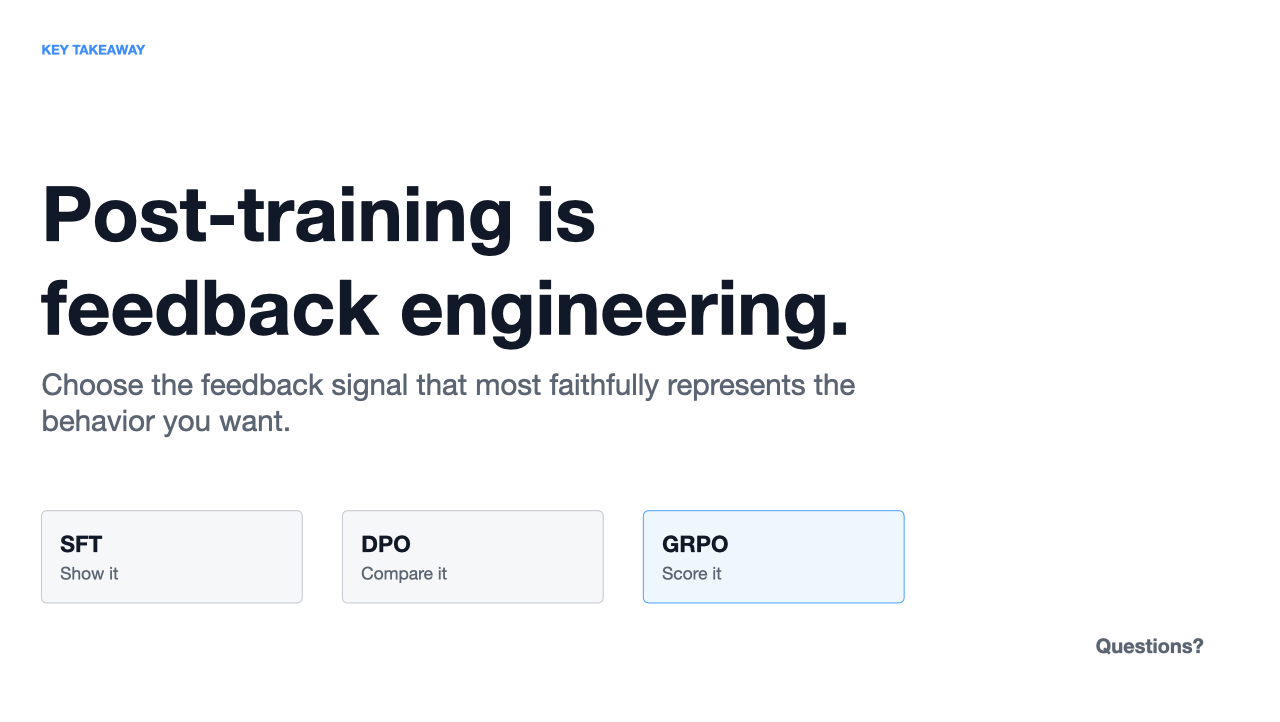 KEY TAKEAWAY
Post-training is
feedback engineering.
Choose the feedback signal that most faithfully represents the
behavior you want.
SFT
Show it
DPO
Compare it
GRPO
Score it
Questions?